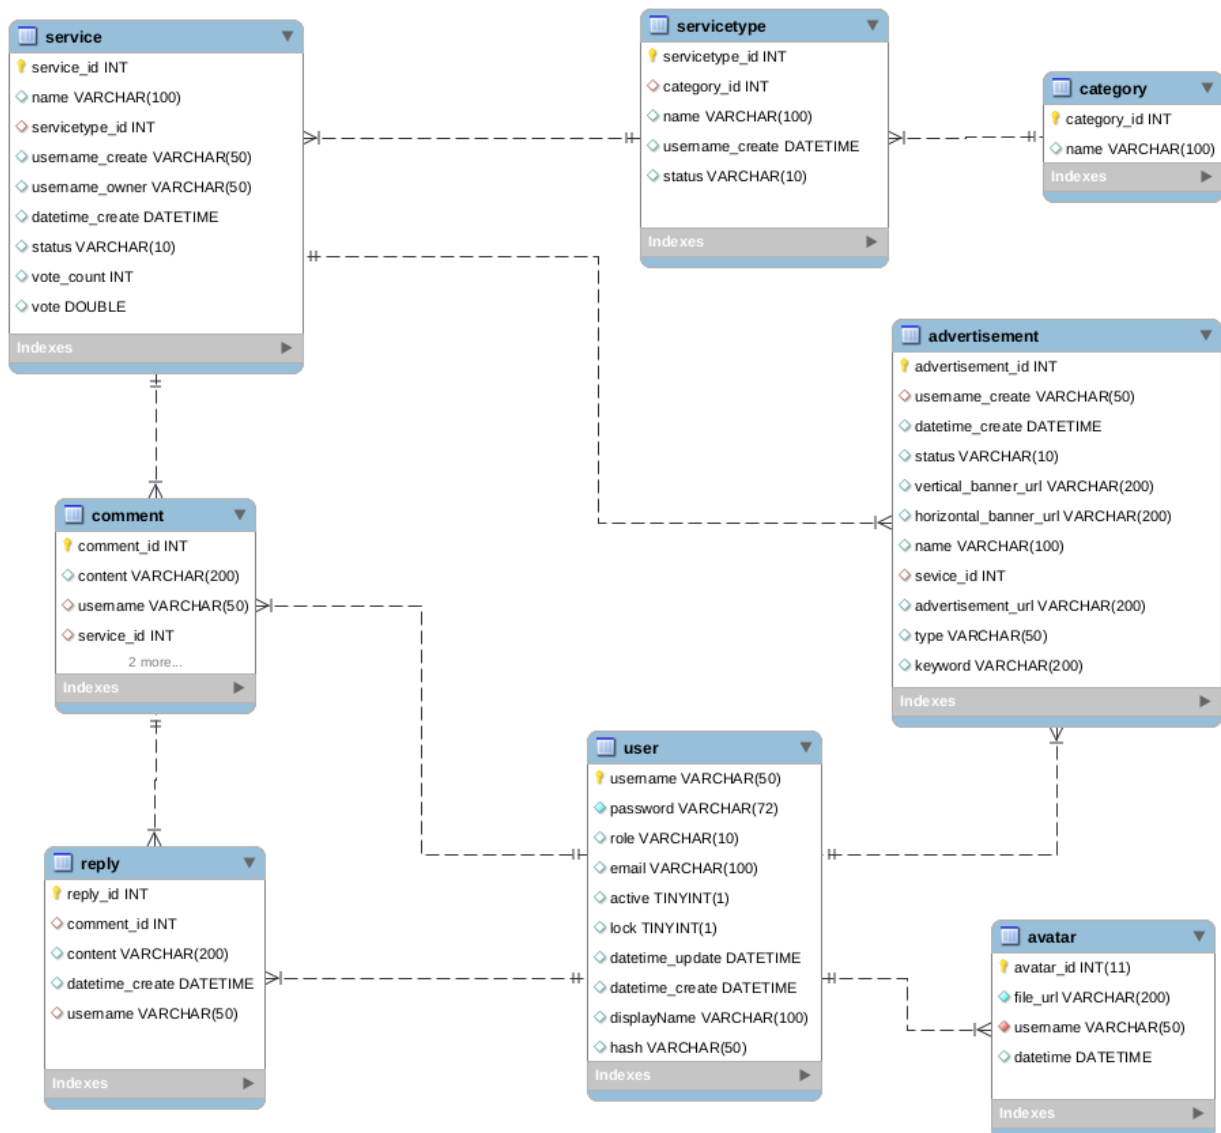 service
service_id INT
name VARCHAR(100)
servicetype_id INT
username_create VARCHAR(50)
username_owner VARCHAR(50)
datetime_create DATETIME
status VARCHAR(10)
vote_count INT
vote DOUBLE
Indexes
servicetype
servicetype_id INT
category_id INT
name VARCHAR(100)
username_create DATETIME
status VARCHAR(10)
Indexes
category
category_id INT
name VARCHAR(100)
Indexes
advertisement
advertisement_id INT
username_create VARCHAR(50)
datetime_create DATETIME
status VARCHAR(10)
vertical_banner_url VARCHAR(200)
horizontal_banner_url VARCHAR(200)
name VARCHAR(100)
sevice_id INT
advertisement_url VARCHAR(200)
type VARCHAR(50)
keyword VARCHAR(200)
Indexes
comment
comment_id INT
content VARCHAR(200)
username VARCHAR(50)
service_id INT
2 more...
Indexes
user
username VARCHAR(50)
password VARCHAR(72)
role VARCHAR(10)
email VARCHAR(100)
active TINYINT(1)
lock TINYINT(1)
datetime_update DATETIME
datetime_create DATETIME
displayName VARCHAR(100)
hash VARCHAR(50)
Indexes
reply
reply_id INT
comment_id INT
content VARCHAR(200)
datetime_create DATETIME
username VARCHAR(50)
Indexes
avatar
avatar_id INT(11)
file_url VARCHAR(200)
username VARCHAR(50)
datetime DATETIME
Indexes